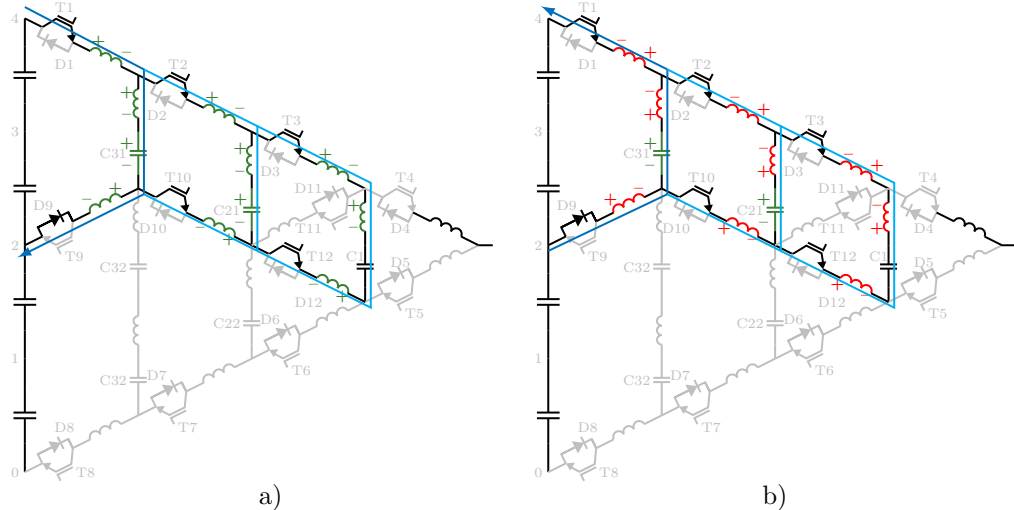 4 T1
D1
T2
D2
T3
3
C31
D3
D11 T4
T10
D9
C21
T11 D4
2 T9
D10
T12 C1
C32
D5
D12
T5
C22 D6
1
T6
C32 D7
D8
T7
0 T8
a)
4 T1
D1
T2
D2
T3
3
C31
D3
D11 T4
T10
D9
C21
T11 D4
2 T9
D10
T12 C1
C32
D5
D12
T5
C22 D6
1
T6
C32 D7
D8
T7
0 T8
b)